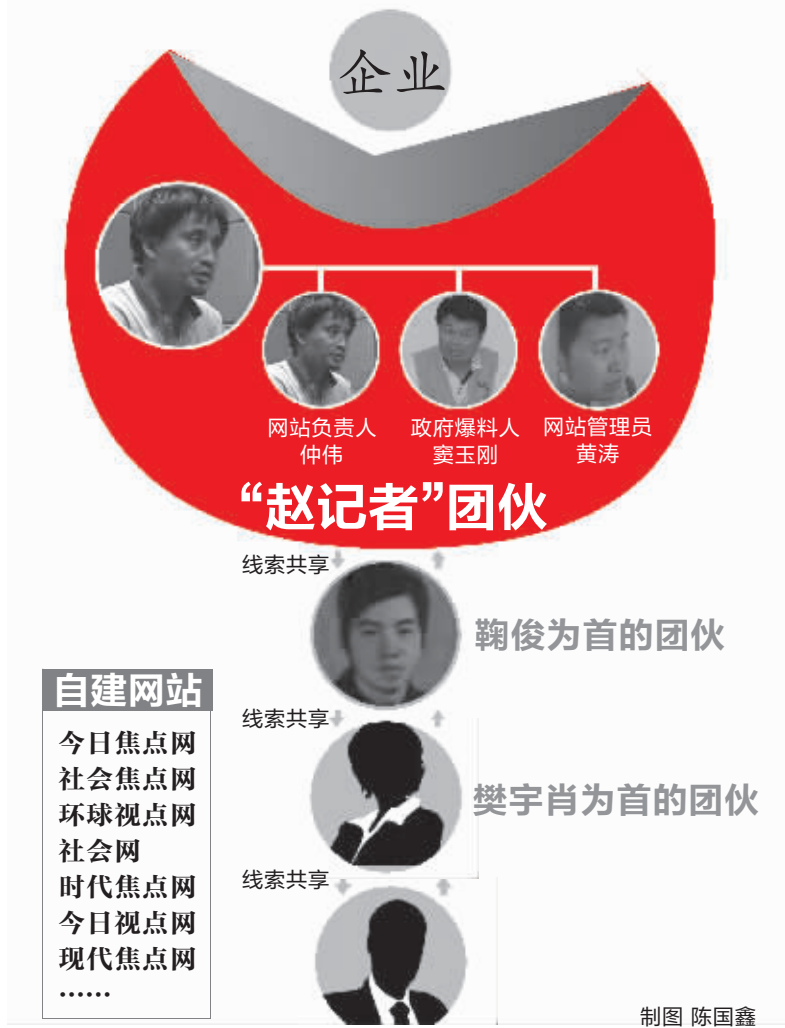 企业
网站负责人
仲伟
政府爆料人
窦玉刚
网站管理员
黄涛
“赵记者”团伙
线索共享
鞠俊为首的团伙
线索共享
樊宇肖为首的团伙
线索共享
自建网站
今日焦点网
社会焦点网
环球视点网
社会网
时代焦点网
今日视点网
现代焦点网
……
制图 陈国鑫